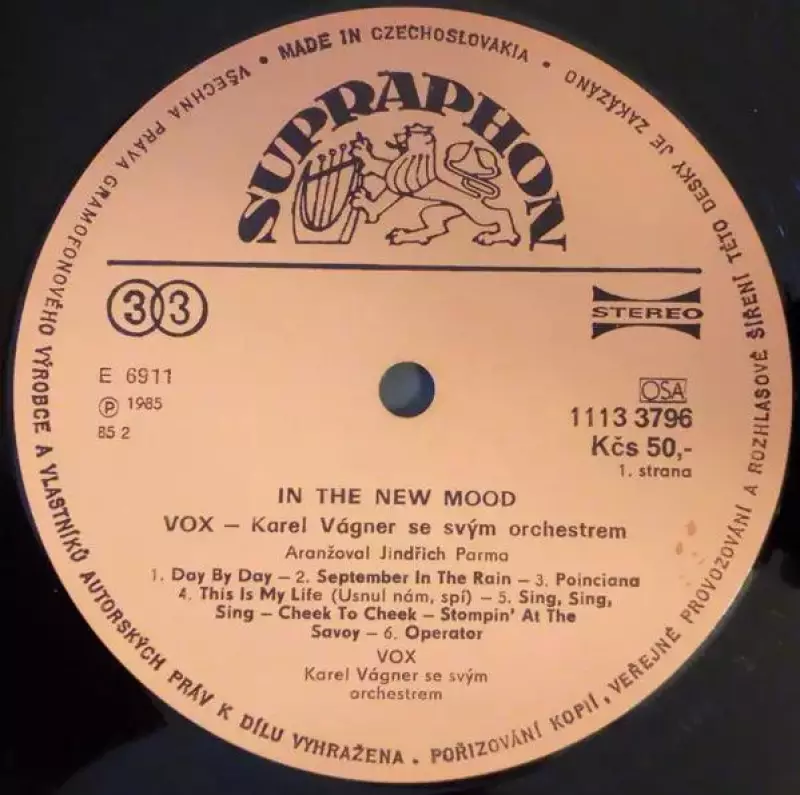 VŠECHNA PRÁVA GRAMOFONOVÉHO VÝROBCE A VLASTNÍKŮ AUTORSKÝCH PRÁV K DÍLU VYHRAŽENA. POŘIZOVÁNÍ KOPIÍ, VEŘEJNÉ PROVOZOVÁNÍ A ROZHLASOVÉ ŠÍŘENÍ TÉTO DESKY JE ZAKÁZÁNO • MADE IN CZECHOSLOVAKIA •
SUPRAPHON
33
STEREO
E 6911
Ⓟ 1985
85 2
OSA
1113 3796
Kčs 50,-
1. strana
IN THE NEW MOOD
VOX – Karel Vágner se svým orchestrem
Aranžoval Jindřich Parma
1. Day By Day – 2. September In The Rain – 3. Poinciana
4. This Is My Life (Usnul nám, spí) – 5. Sing, Sing,
Sing – Cheek To Cheek – Stompin' At The
Savoy – 6. Operator
VOX
Karel Vágner se svým
orchestrem